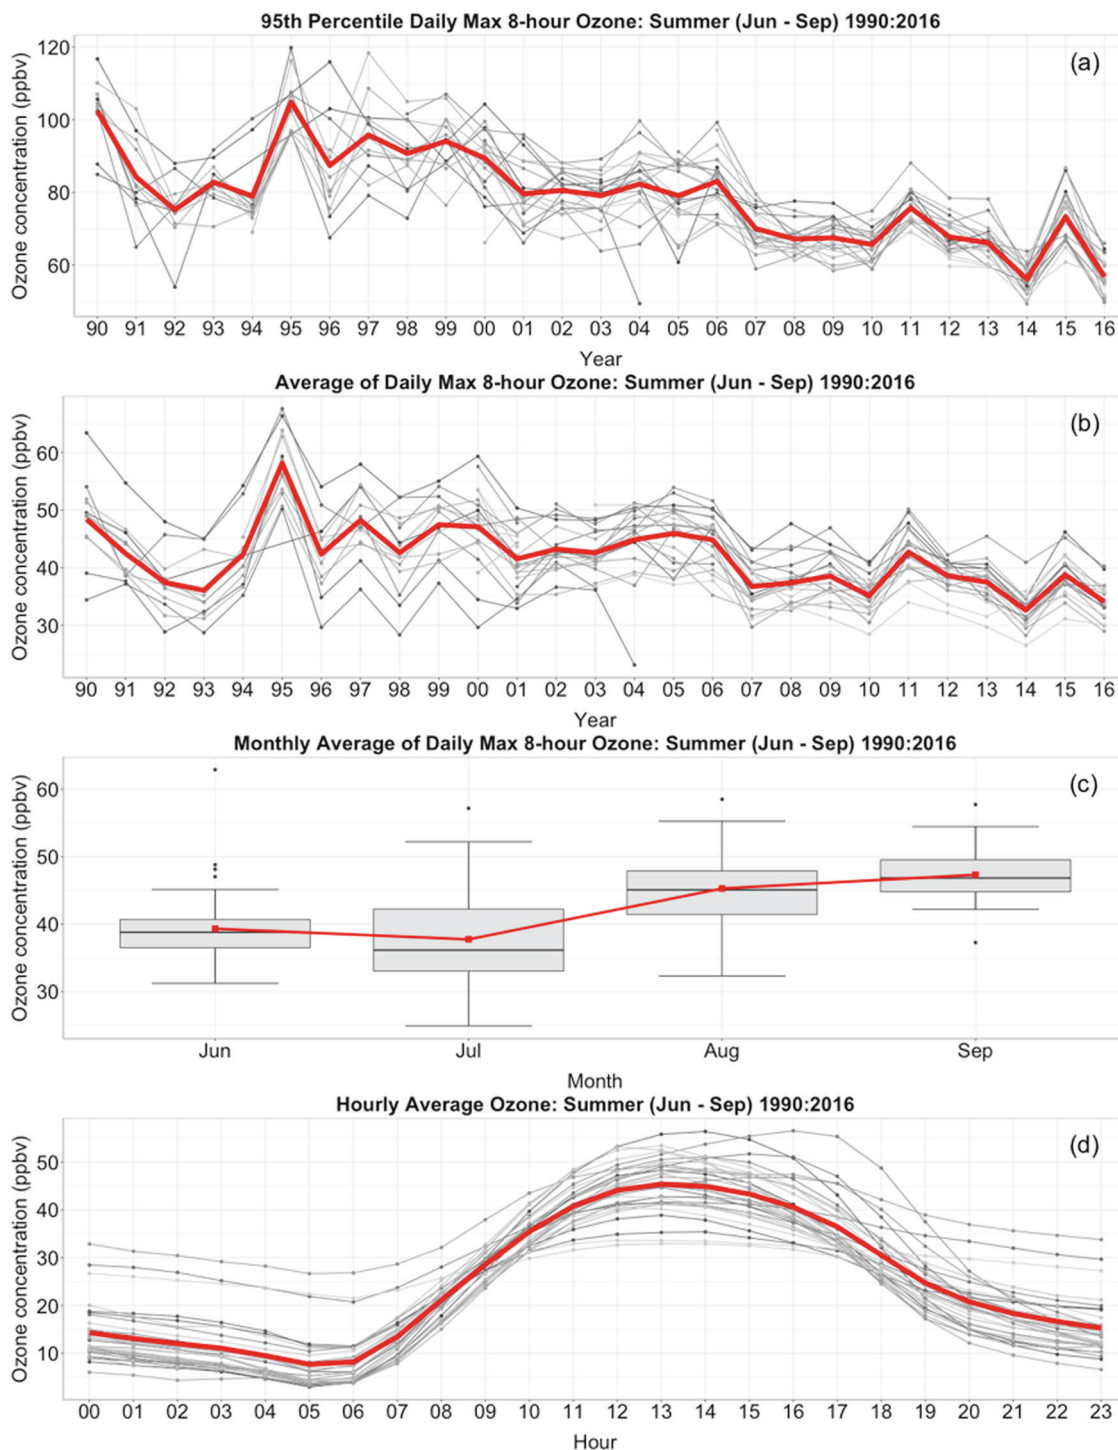 95th Percentile Daily Max 8-hour Ozone: Summer (Jun - Sep) 1990:2016
(a)
Ozone concentration (ppbv)
120
100
80
60
90 91 92 93 94 95 96 97 98 99 00 01 02 03 04 05 06 07 08 09 10 11 12 13 14 15 16
Year
Average of Daily Max 8-hour Ozone: Summer (Jun - Sep) 1990:2016
(b)
Ozone concentration (ppbv)
60
50
40
30
90 91 92 93 94 95 96 97 98 99 00 01 02 03 04 05 06 07 08 09 10 11 12 13 14 15 16
Year
Monthly Average of Daily Max 8-hour Ozone: Summer (Jun - Sep) 1990:2016
(c)
Ozone concentration (ppbv)
60
50
40
30
Jun Jul Aug Sep
Month
Hourly Average Ozone: Summer (Jun - Sep) 1990:2016
(d)
Ozone concentration (ppbv)
50
40
30
20
10
00 01 02 03 04 05 06 07 08 09 10 11 12 13 14 15 16 17 18 19 20 21 22 23
Hour